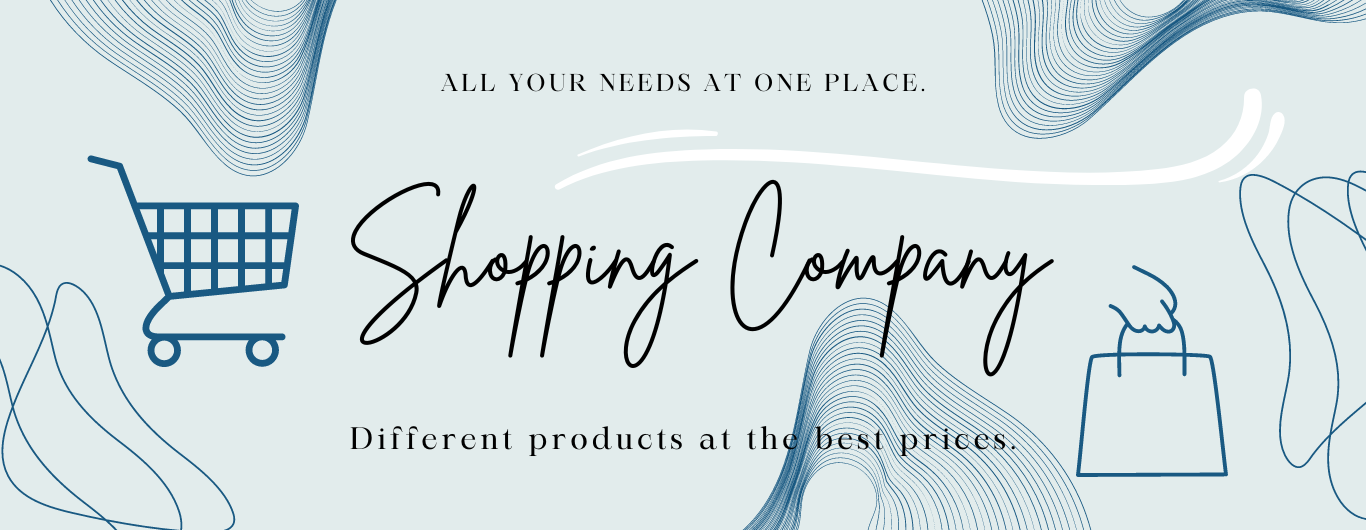 ALL YOUR NEEDS AT ONE PLACE.
Shopping Company
Different products at the best prices.